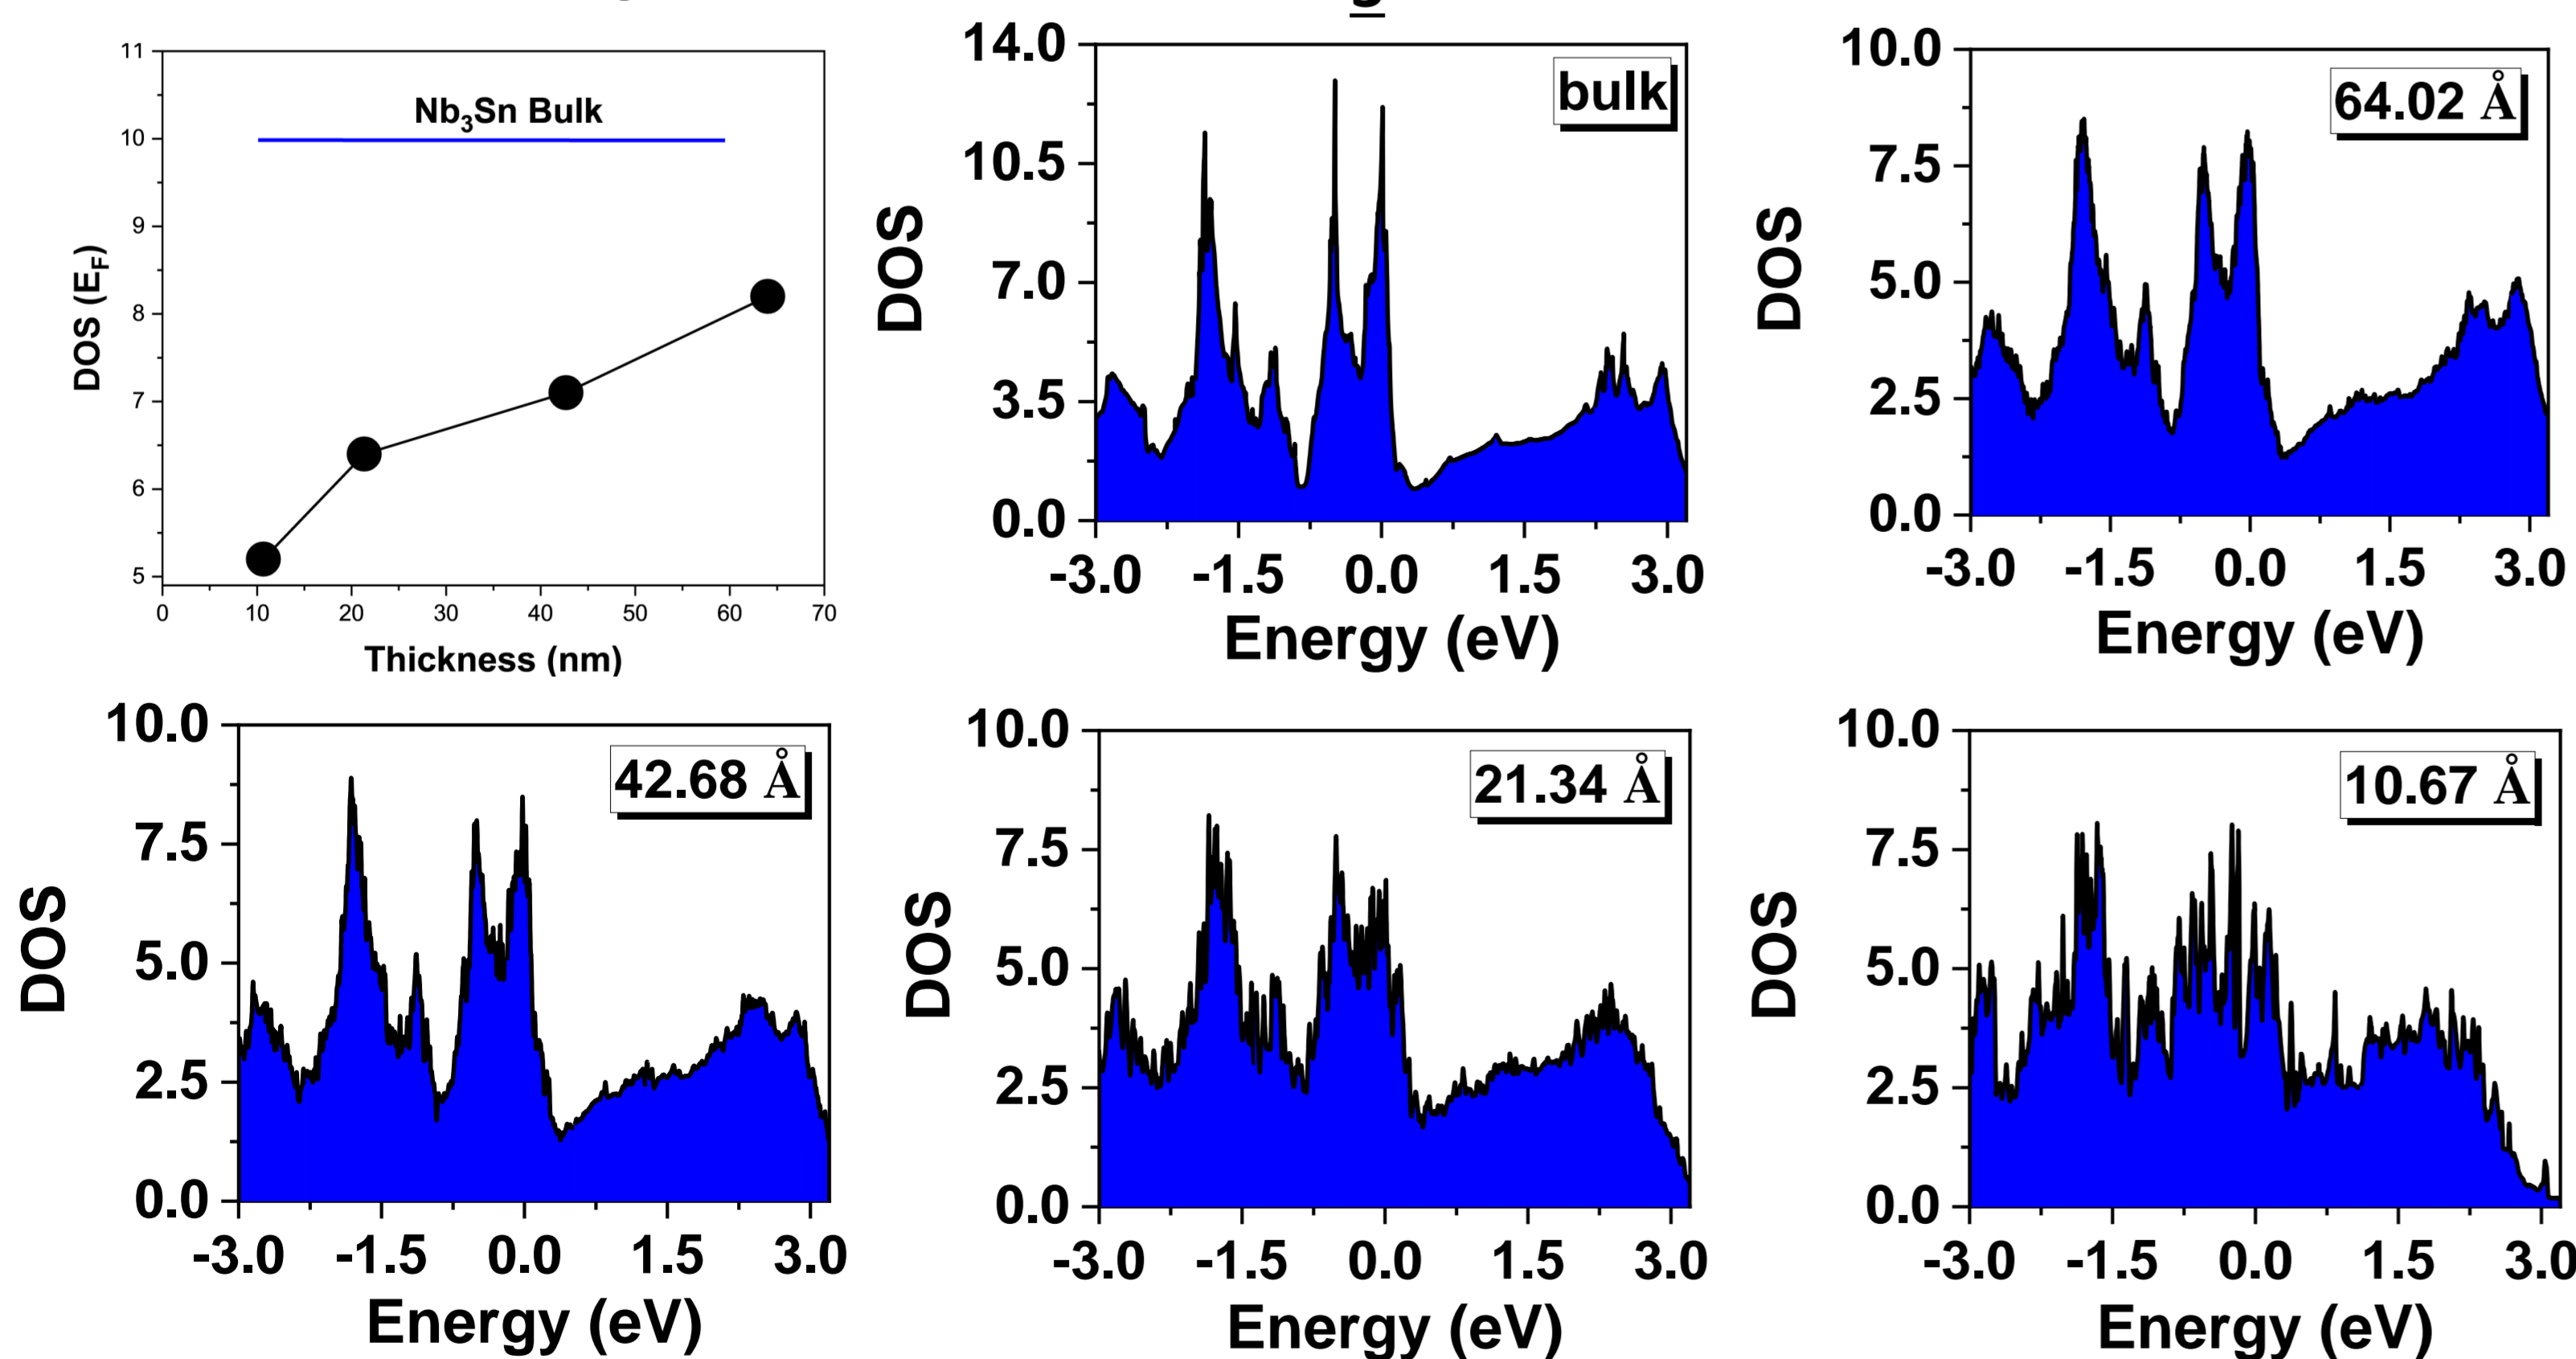 g
11
10
9
8
7
6
5
DOS (E_F)
Nb₃Sn Bulk
0 10 20 30 40 50 60 70
Thickness (nm)
14.0
10.5
7.0
3.5
0.0
DOS
bulk
-3.0 -1.5 0.0 1.5 3.0
Energy (eV)
10.0
7.5
5.0
2.5
0.0
DOS
64.02 Å
-3.0 -1.5 0.0 1.5 3.0
Energy (eV)
10.0
7.5
5.0
2.5
0.0
DOS
42.68 Å
-3.0 -1.5 0.0 1.5 3.0
Energy (eV)
10.0
7.5
5.0
2.5
0.0
DOS
21.34 Å
-3.0 -1.5 0.0 1.5 3.0
Energy (eV)
10.0
7.5
5.0
2.5
0.0
DOS
10.67 Å
-3.0 -1.5 0.0 1.5 3.0
Energy (eV)